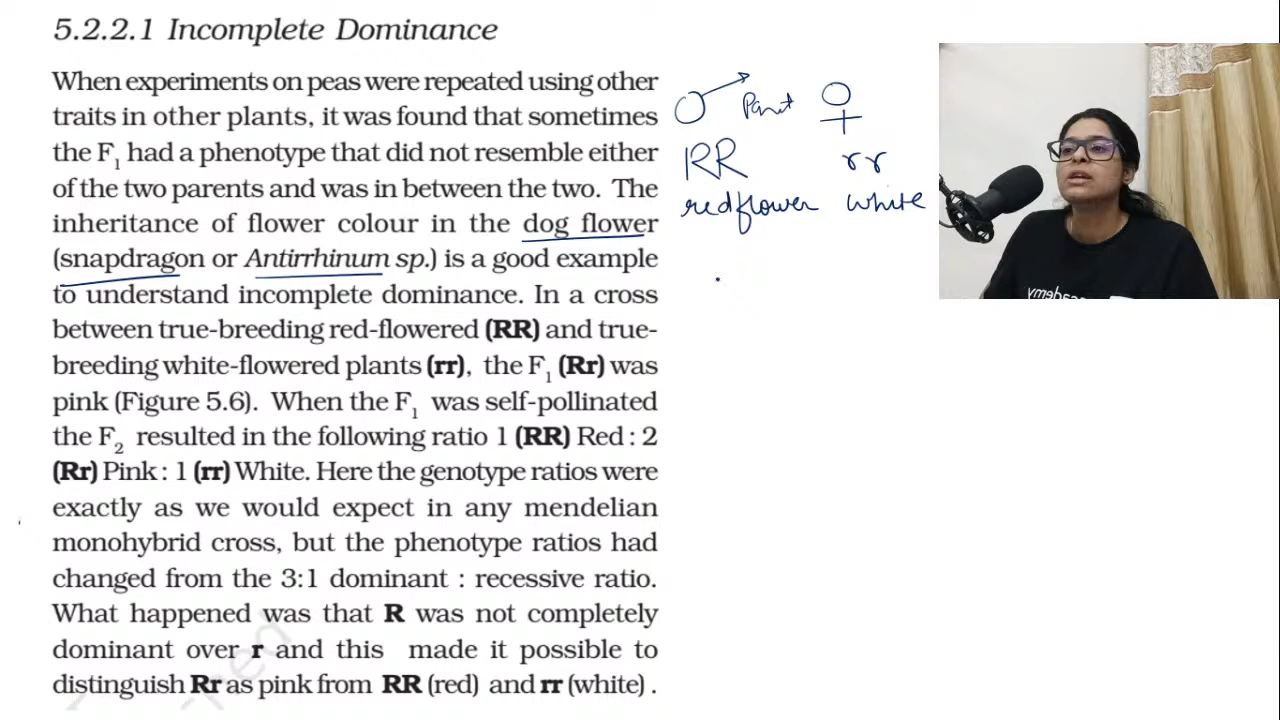 5.2.2.1 Incomplete Dominance
When experiments on peas were repeated using other
traits in other plants, it was found that sometimes
the F₁ had a phenotype that did not resemble either
of the two parents and was in between the two. The
inheritance of flower colour in the dog flower
(snapdragon or Antirrhinum sp.) is a good example
to understand incomplete dominance. In a cross
between true-breeding red-flowered (RR) and true-
breeding white-flowered plants (rr), the F₁ (Rr) was
pink (Figure 5.6). When the F₁ was self-pollinated
the F₂ resulted in the following ratio 1 (RR) Red : 2
(Rr) Pink : 1 (rr) White. Here the genotype ratios were
exactly as we would expect in any mendelian
monohybrid cross, but the phenotype ratios had
changed from the 3:1 dominant : recessive ratio.
What happened was that R was not completely
dominant over r and this made it possible to
distinguish Rr as pink from RR (red) and rr (white) .
♂ ♀
RR rr
redflower white